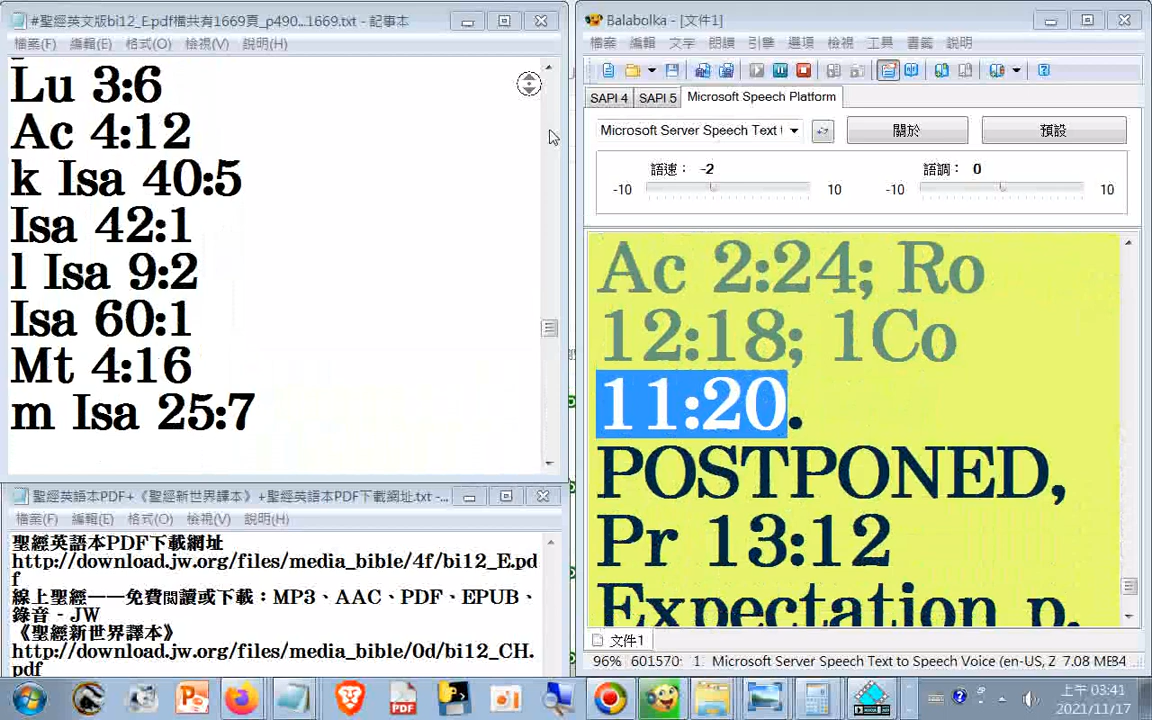 #聖經英文版bi12_E.pdf檔共有1669頁_p490...1669.txt - 記事本
檔案(F) 編輯(E) 格式(O) 檢視(V) 說明(H)
Lu 3:6
Ac 4:12
k Isa 40:5
Isa 42:1
l Isa 9:2
Isa 60:1
Mt 4:16
m Isa 25:7
聖經英語本PDF+《聖經新世界譯本》+聖經英語本PDF下載網址.txt -...
檔案(F) 編輯(E) 格式(O) 檢視(V) 說明(H)
聖經英語本PDF下載網址
http://download.jw.org/files/media_bible/4f/bi12_E.pd
f
線上聖經──免費閲讀或下載：MP3、AAC、PDF、EPUB、
錄音 - JW
《聖經新世界譯本》
http://download.jw.org/files/media_bible/0d/bi12_CH.
pdf
Balabolka - [文件1]
檔案 編輯 文字 朗讀 引擎 選項 檢視 工具 書籤 說明
SAPI 4 SAPI 5 Microsoft Speech Platform
Microsoft Server Speech Text 關於 預設
語速： -2 語調： 0
-10 10 -10 10
Ac 2:24; Ro
12:18; 1Co
11:20.
POSTPONED,
Pr 13:12
Expectation p.
文件1
96% 601570: 1: Microsoft Server Speech Text to Speech Voice (en-US, Z 7.08 MB
上午 03:41
2021/11/17